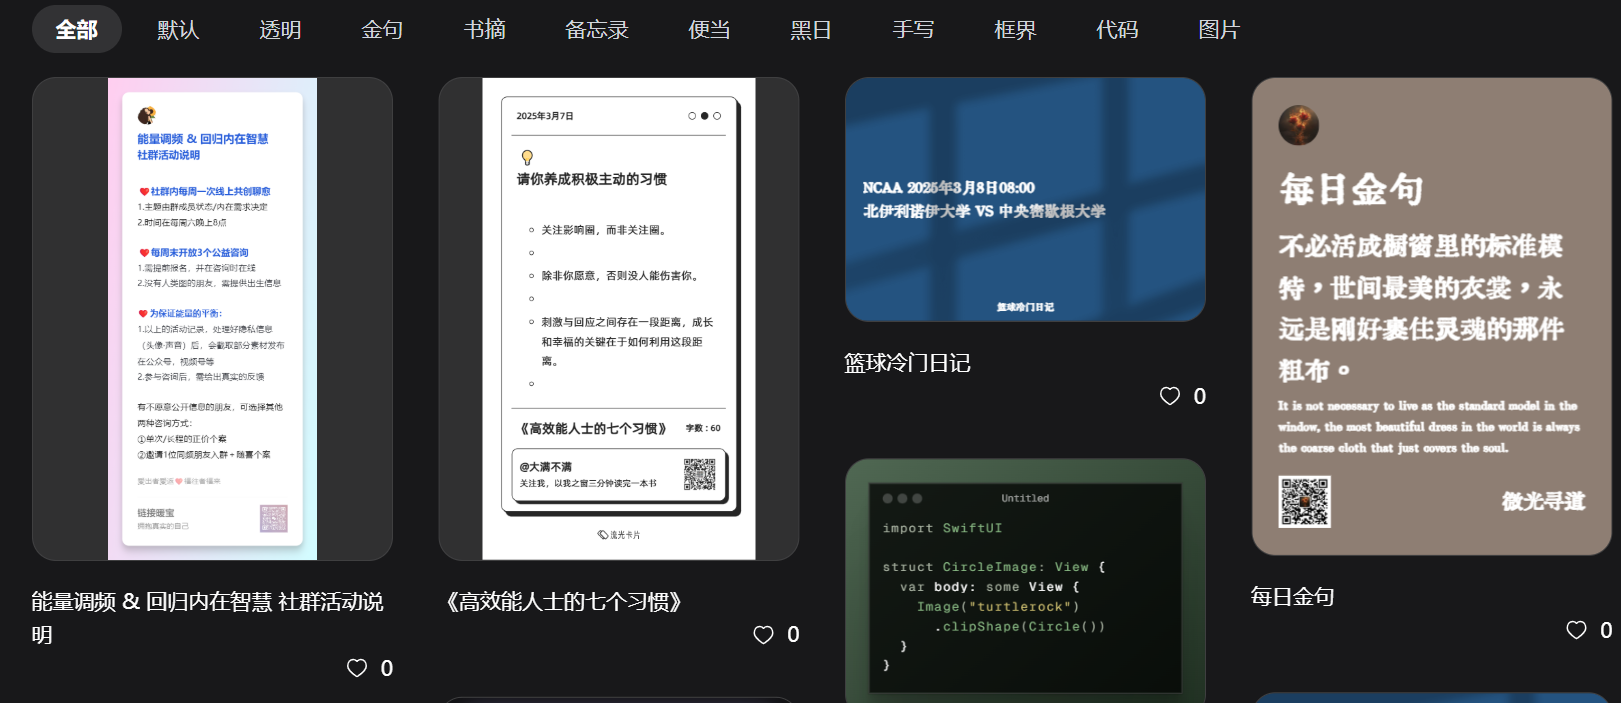 全部 默认 透明 金句 书摘 备忘录 便当 黑日 手写 框界 代码 图片
能量调频 & 回归内在智慧
社群活动说明
❤️社群内每周一次线上共创聊愈
1.主题由群成员状态/内在需求决定
2.时间在每周六晚上8点
❤️每周末开放3个公益咨询
1.需提前报名，并在咨询时在线
2.没有人类图的朋友，需提供出生信息
❤️为保证能量的平衡：
1.以上的活动记录，处理好隐私信息
（头像·声音）后，会截取部分素材发布
在公众号，视频号等
2.参与咨询后，需给出真实的反馈
有不愿意公开信息的朋友，可选择其他
两种咨询方式：
①单次/长程的正价个案
②邀请1位同频朋友入群+随喜个案
爱出者爱返❤️福往者福来
链接暖宝
拥抱真实的自己
能量调频 & 回归内在智慧 社群活动说
明
0
2025年3月7日
请你养成积极主动的习惯
关注影响圈，而非关注圈。
除非你愿意，否则没人能伤害你。
刺激与回应之间存在一段距离，成长
和幸福的关键在于如何利用这段距
离。
《高效能人士的七个习惯》 字数：60
@大满不满
关注我，以我之窗三分钟读完一本书
流光卡片
《高效能人士的七个习惯》
0
NCAA 2025年3月8日08:00
北伊利诺伊大学 VS 中央密歇根大学
篮球冷门日记
篮球冷门日记
0
Untitled
import SwiftUI
struct CircleImage: View {
var body: some View {
Image("turtlerock")
.clipShape(Circle())
}
}
每日金句
不必活成橱窗里的标准模
特，世间最美的衣裳，永
远是刚好裹住灵魂的那件
粗布。
It is not necessary to live as the standard model in the
window, the most beautiful dress in the world is always
the coarse cloth that just covers the soul.
微光寻道
每日金句
0